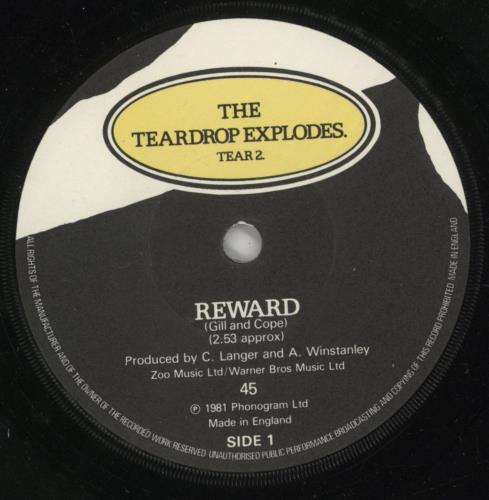 THE
TEARDROP EXPLODES.
TEAR 2.
REWARD
(Gill and Cope)
(2.53 approx)
Produced by C. Langer and A. Winstanley
Zoo Music Ltd/Warner Bros Music Ltd
45
℗ 1981 Phonogram Ltd
Made in England
SIDE 1
ALL RIGHTS OF THE MANUFACTURER AND OF THE OWNER OF THE RECORDED WORK RESERVED UNAUTHORISED PUBLIC PERFORMANCE BROADCASTING AND COPYING OF THIS RECORD PROHIBITED MADE IN ENGLAND